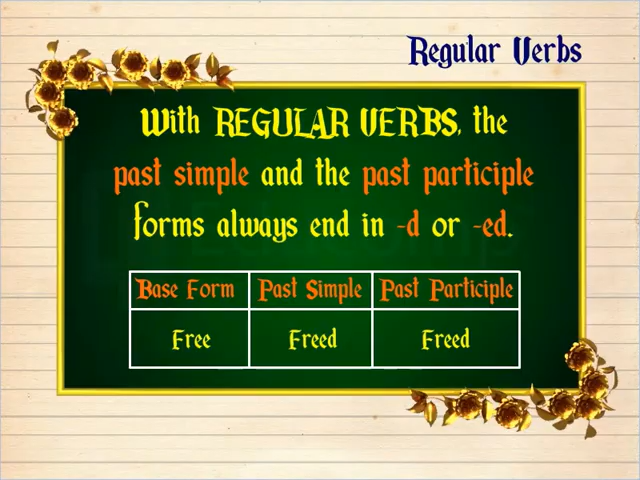 Regular Verbs
With REGULAR VERBS, the
past simple and the past participle
forms always end in -d or -ed.
Base Form Past Simple Past Participle
Free Freed Freed